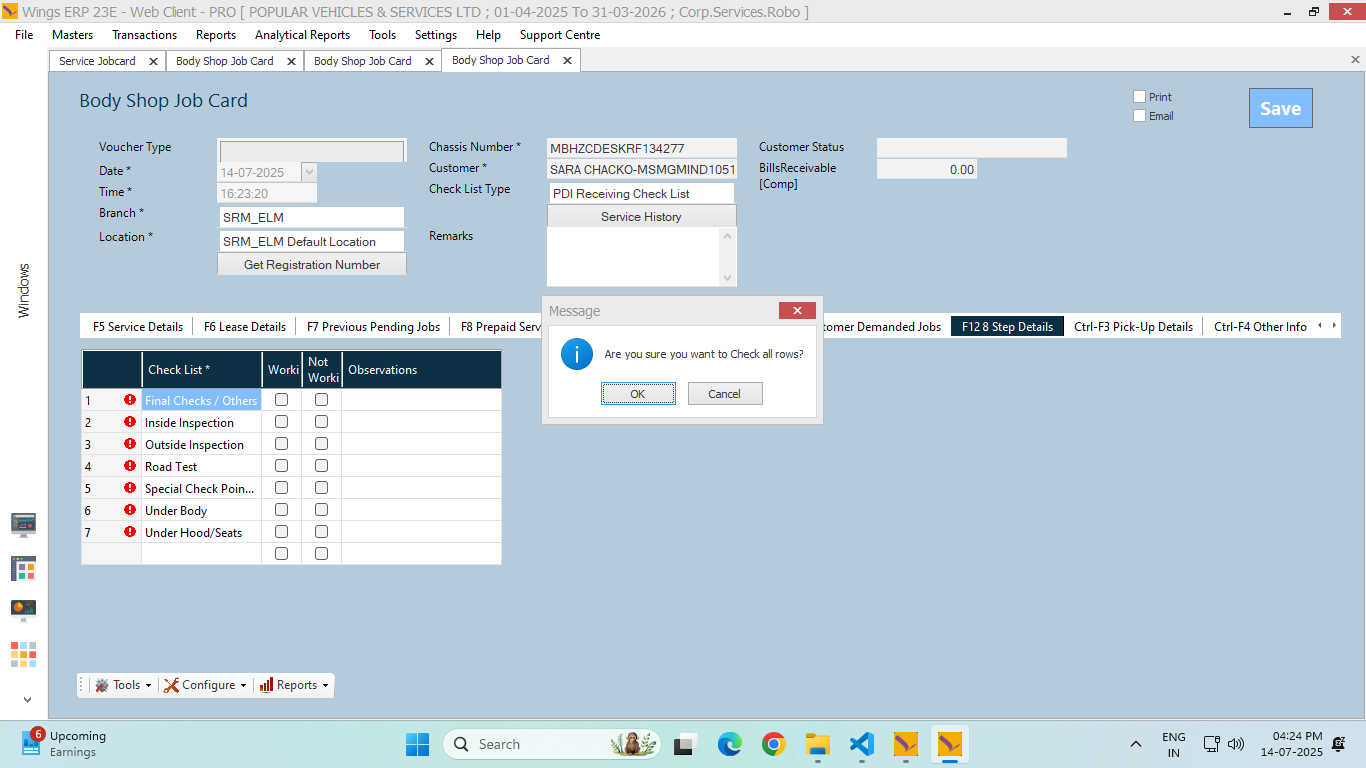 Wings ERP 23E - Web Client - PRO [ POPULAR VEHICLES & SERVICES LTD ; 01-04-2025 To 31-03-2026 ; Corp.Services.Robo ]
File Masters Transactions Reports Analytical Reports Tools Settings Help Support Centre
Service Jobcard Body Shop Job Card Body Shop Job Card Body Shop Job Card
Body Shop Job Card
Print
Email
Save
Voucher Type
Date *
14-07-2025
Time *
16:23:20
Branch *
SRM_ELM
Location *
SRM_ELM Default Location
Get Registration Number
Chassis Number *
MBHZCDESKRF134277
Customer *
SARA CHACKO-MSMGMIND1051
Check List Type
PDI Receiving Check List
Service History
Remarks
Customer Status
BillsReceivable
[Comp]
0.00
Windows
F5 Service Details F6 Lease Details F7 Previous Pending Jobs F8 Prepaid Serv tomer Demanded Jobs F12 8 Step Details Ctrl-F3 Pick-Up Details Ctrl-F4 Other Info
Message
Are you sure you want to Check all rows?
OK Cancel
Check List * Worki Not Worki Observations
1 Final Checks / Others
2 Inside Inspection
3 Outside Inspection
4 Road Test
5 Special Check Poin...
6 Under Body
7 Under Hood/Seats
Tools Configure Reports
6 Upcoming
Earnings
Search
ENG
IN
04:24 PM
14-07-2025